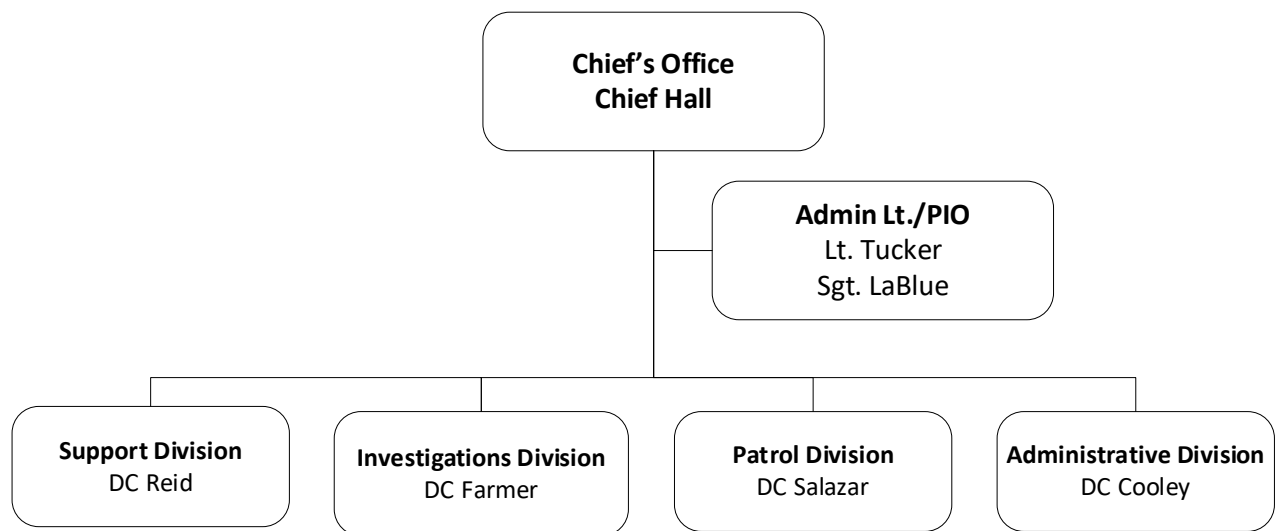 Chief’s Office
Chief Hall
Admin Lt./PIO
Lt. Tucker
Sgt. LaBlue
Support Division
DC Reid
Investigations Division
DC Farmer
Patrol Division
DC Salazar
Administrative Division
DC Cooley